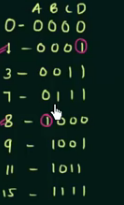 A B C D
0 - 0 0 0 0
1 - 0 0 0 1
3 - 0 0 1 1
7 - 0 1 1 1
8 - 1 0 0 0
9 - 1 0 0 1
11 - 1 0 1 1
15 - 1 1 1 1